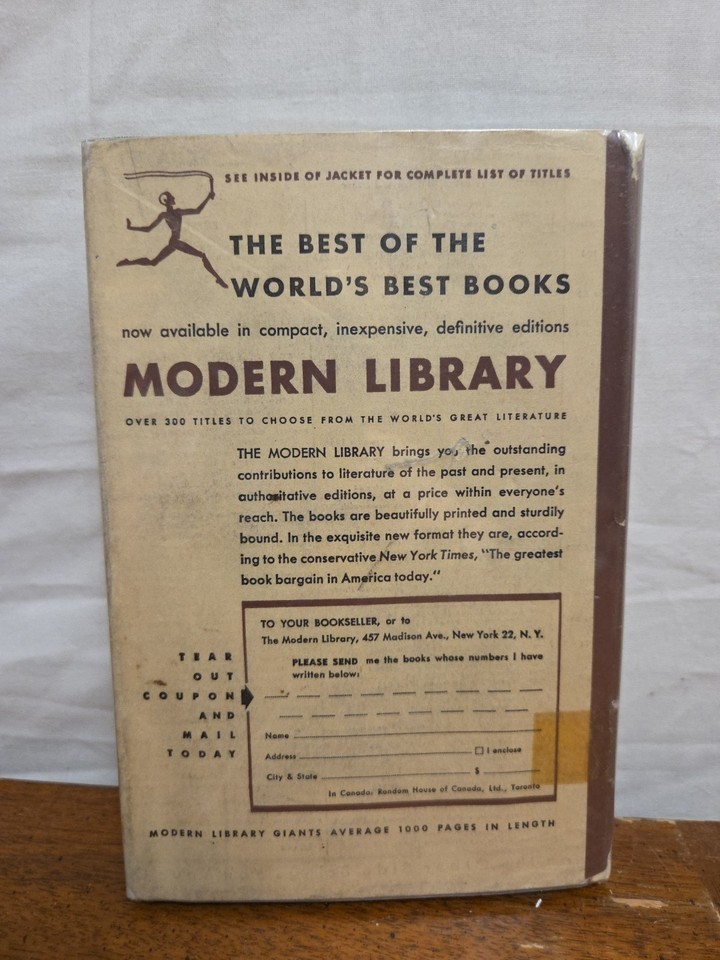 SEE INSIDE OF JACKET FOR COMPLETE LIST OF TITLES
THE BEST OF THE
WORLD'S BEST BOOKS
now available in compact, inexpensive, definitive editions
MODERN LIBRARY
OVER 300 TITLES TO CHOOSE FROM THE WORLD'S GREAT LITERATURE
THE MODERN LIBRARY brings you the outstanding
contributions to literature of the past and present, in
authoritative editions, at a price within everyone's
reach. The books are beautifully printed and sturdily
bound. In the exquisite new format they are, accord-
ing to the conservative New York Times, "The greatest
book bargain in America today."
TO YOUR BOOKSELLER, or to
The Modern Library, 457 Madison Ave., New York 22, N. Y.
PLEASE SEND me the books whose numbers I have
written below:
TEAR
OUT
COUPON
AND
MAIL
TODAY
Name
Address
I enclose
City & State
$
In Canada: Random House of Canada, Ltd., Toronto
MODERN LIBRARY GIANTS AVERAGE 1000 PAGES IN LENGTH